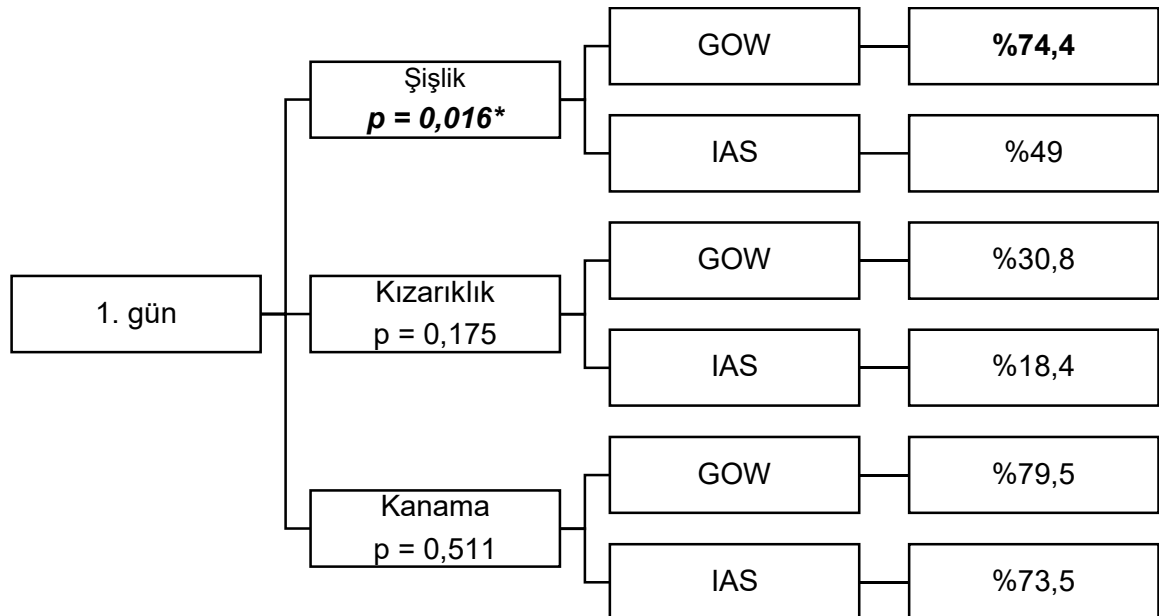 1. gün
Şişlik
p = 0,016*
GOW
%74,4
IAS
%49
Kızarıklık
p = 0,175
GOW
%30,8
IAS
%18,4
Kanama
p = 0,511
GOW
%79,5
IAS
%73,5